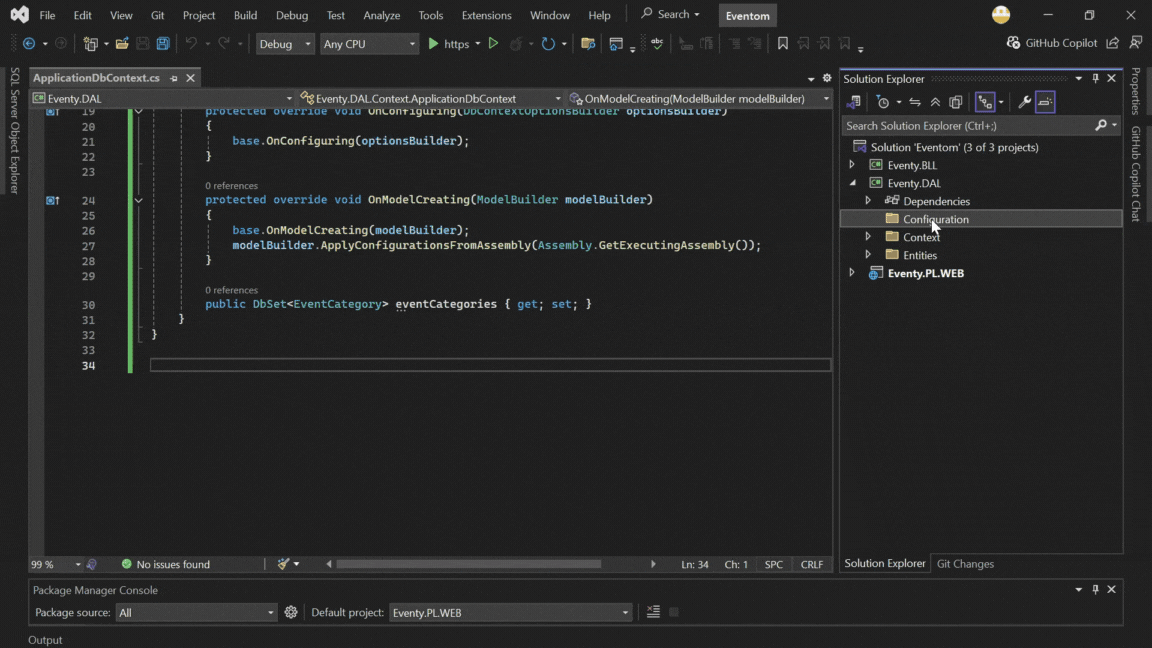 File Edit View Git Project Build Debug Test Analyze Tools Extensions Window Help Search Eventom
Debug Any CPU https GitHub Copilot
SQL Server Object Explorer
ApplicationDbContext.cs
Eventy.DAL Eventy.DAL.Context.ApplicationDbContext OnModelCreating(ModelBuilder modelBuilder)
19 protected override void OnConfiguring(DbContextOptionsBuilder optionsBuilder)
20 {
21 base.OnConfiguring(optionsBuilder);
22 }
23
0 references
24 protected override void OnModelCreating(ModelBuilder modelBuilder)
25 {
26 base.OnModelCreating(modelBuilder);
27 modelBuilder.ApplyConfigurationsFromAssembly(Assembly.GetExecutingAssembly());
28 }
29
0 references
30 public DbSet<EventCategory> eventCategories { get; set; }
31 }
32 }
33
34
99 % No issues found Ln: 34 Ch: 1 SPC CRLF
Solution Explorer
Search Solution Explorer (Ctrl+;)
Solution 'Eventom' (3 of 3 projects)
Eventy.BLL
Eventy.DAL
Dependencies
Configuration
Context
Entities
Eventy.PL.WEB
Solution Explorer Git Changes
Properties
GitHub Copilot Chat
Package Manager Console
Package source: All Default project: Eventy.PL.WEB
Output